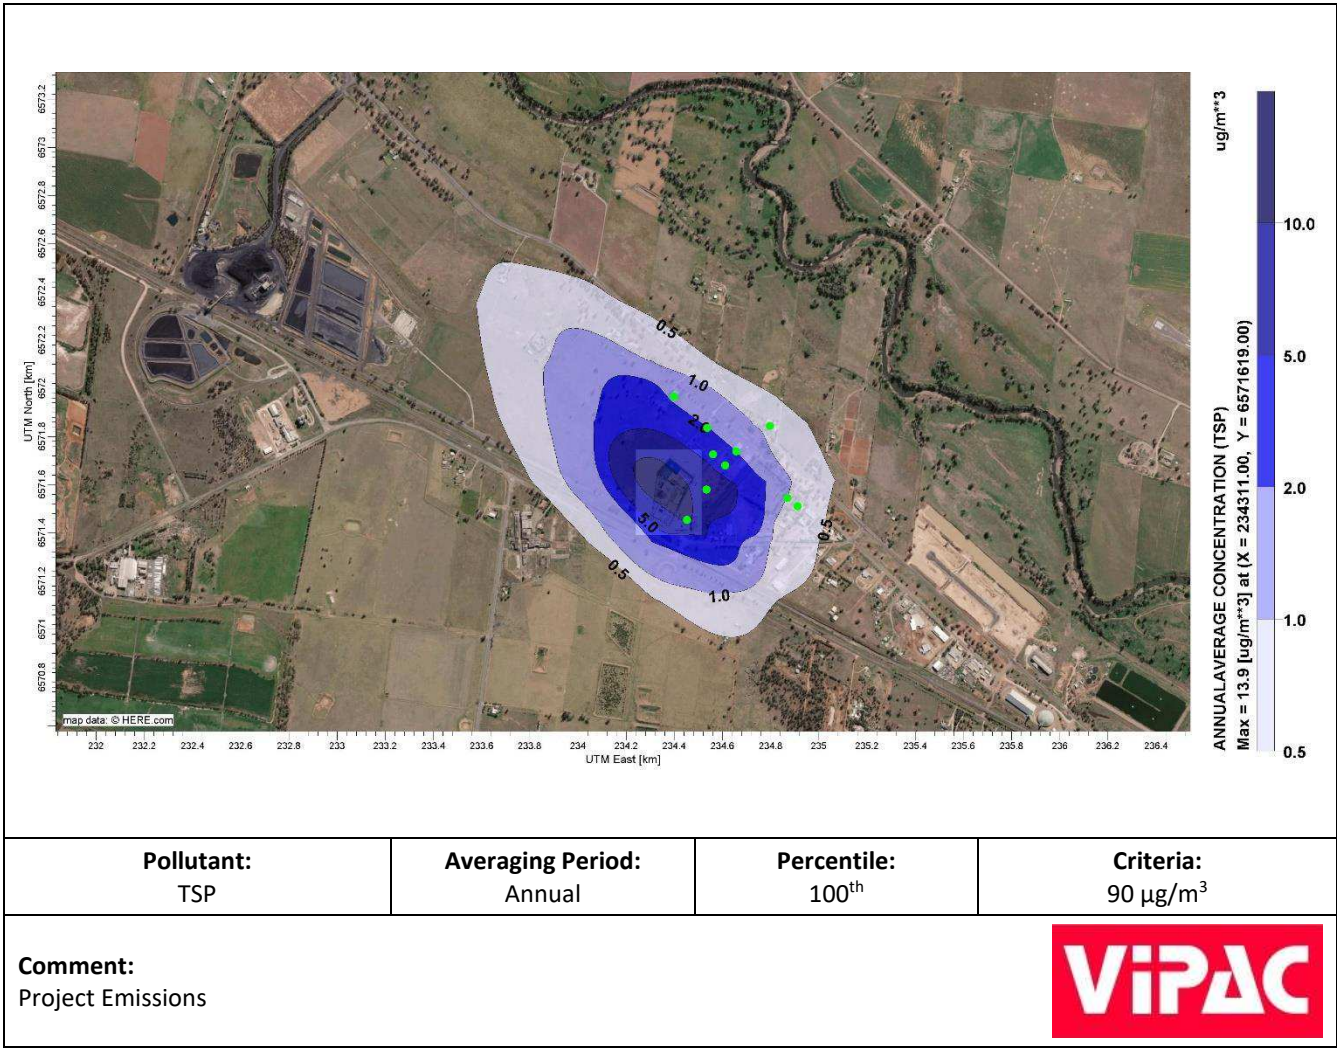 6573.2
6573
6572.8
6572.6
6572.4
6572.2
6572
6571.8
6571.6
6571.4
6571.2
6571
6570.8
UTM North [km]
0.5
1.0
2.0
5.0
0.5
0.5
1.0
map data: © HERE.com
232 232.2 232.4 232.6 232.8 233 233.2 233.4 233.6 233.8 234 234.2 234.4 234.6 234.8 235 235.2 235.4 235.6 235.8 236 236.2 236.4
UTM East [km]
ug/m**3
ANNUALAVERAGE CONCENTRATION (TSP)
Max = 13.9 [ug/m**3] at (X = 234311.00, Y = 6571619.00)
10.0
5.0
2.0
1.0
0.5
Pollutant: Averaging Period: Percentile: Criteria:
TSP Annual 100th 90 µg/m3
Comment:
Project Emissions
ViPAC